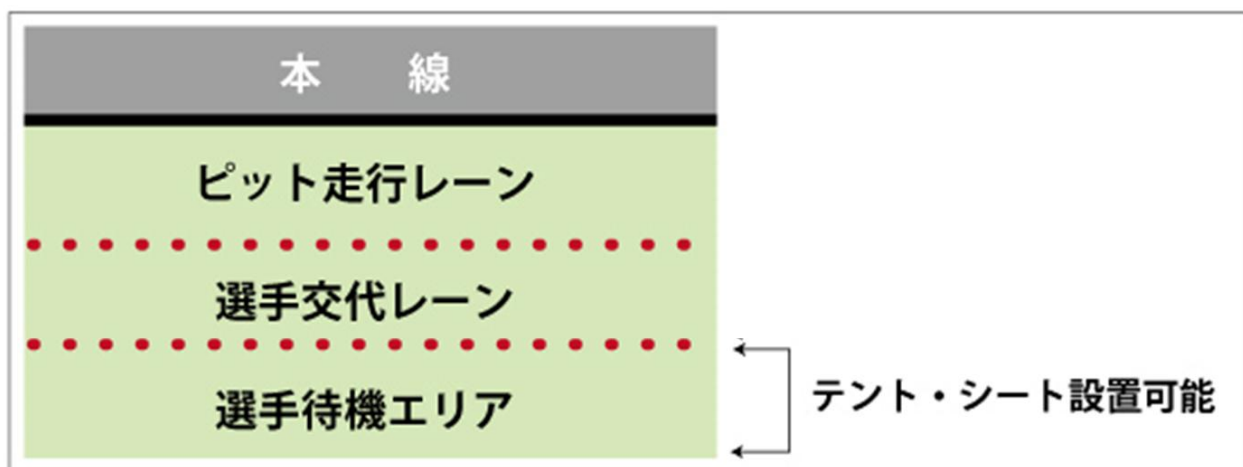 本　　線
ピット走行レーン
選手交代レーン
選手待機エリア
テント・シート設置可能